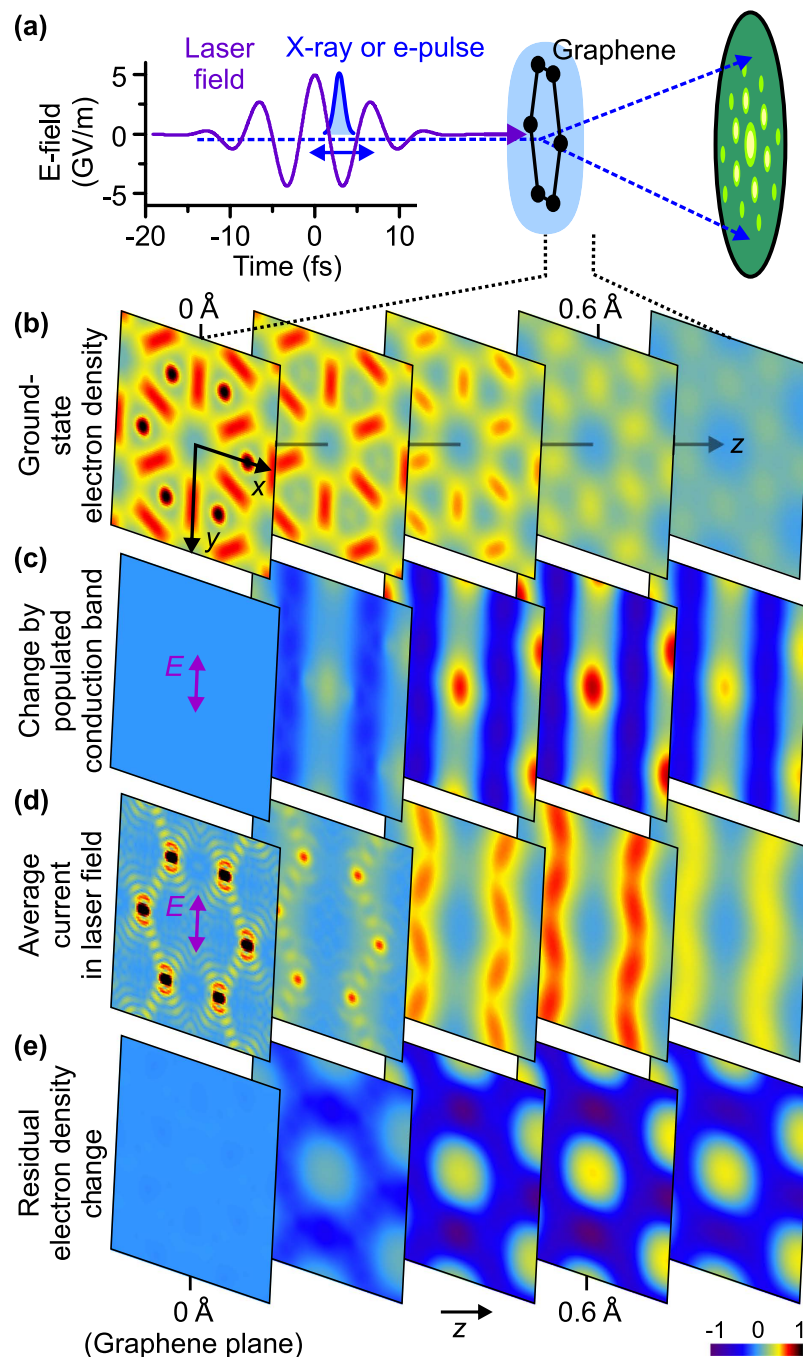 (a)
Laser
field
X-ray or e-pulse
Graphene
E-field
(GV/m)
5
0
-5
-20 -10 0 10
Time (fs)
0 Å
0.6 Å
(b)
Ground-
state
electron density
x
y
z
(c)
Change by
populated
conduction band
E
(d)
Average
current
in laser field
E
(e)
Residual
electron density
change
0 Å
(Graphene plane)
z
0.6 Å
-1 0 1